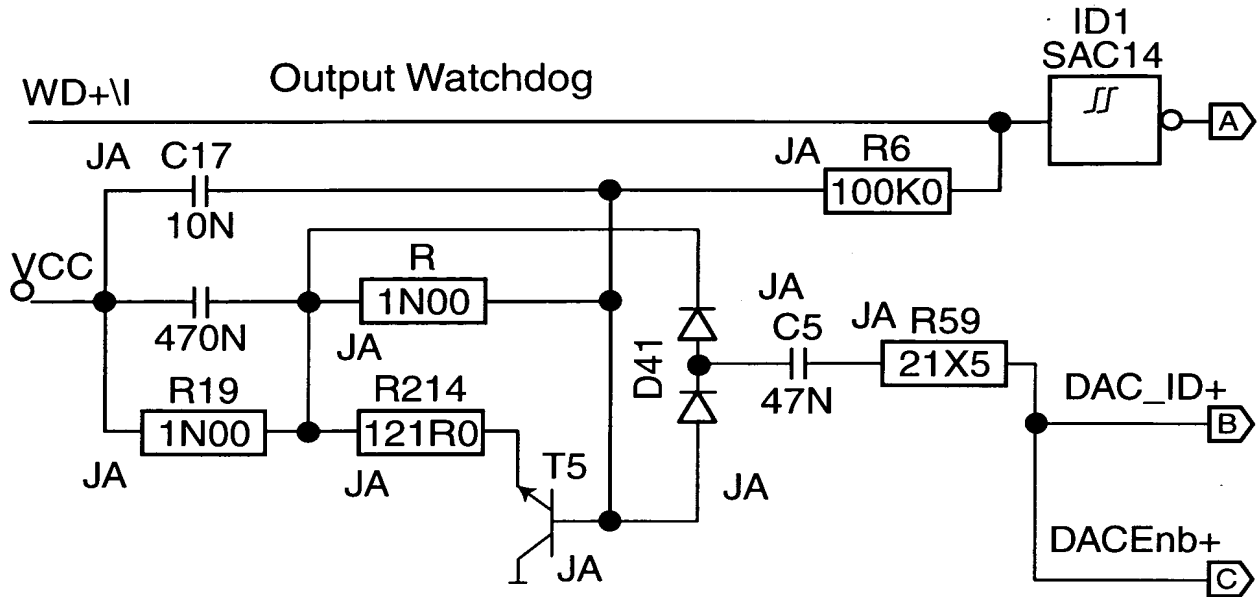 ID1
SAC14
WD+\I
Output Watchdog
A
JA
C17
10N
JA
R6
100K0
VCC
470N
R
1N00
JA
D41
JA
C5
47N
JA
R59
21X5
R19
1N00
JA
R214
121R0
JA
T5
JA
JA
DAC_ID+
B
DACEnb+
C